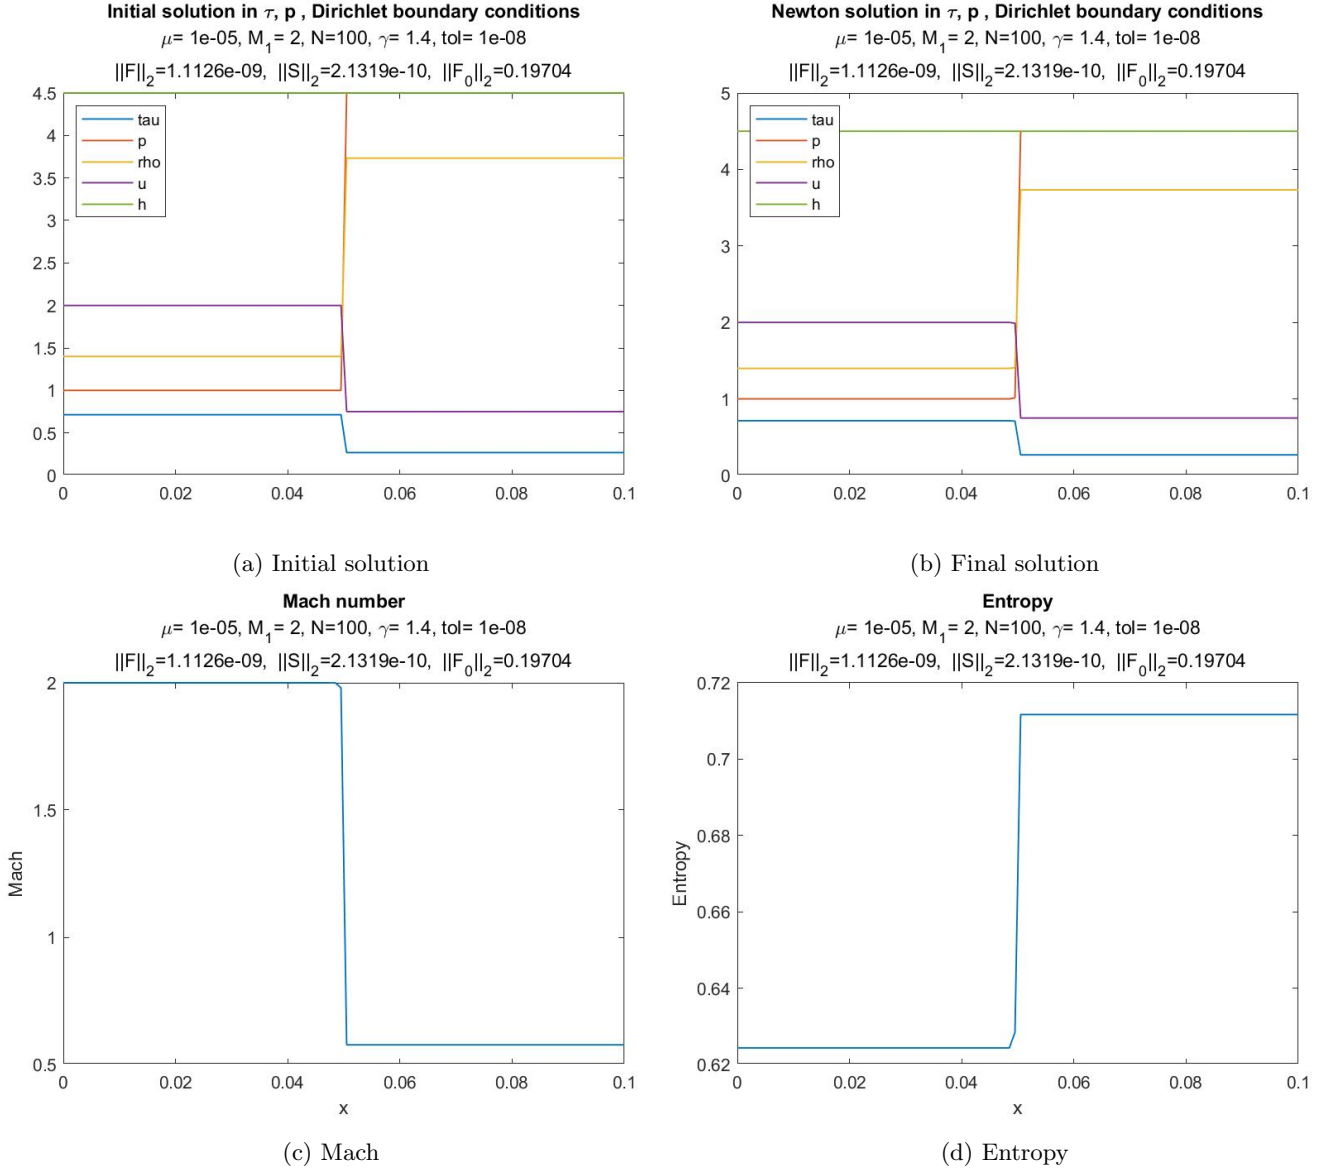 Initial solution in τ, p , Dirichlet boundary conditions
μ= 1e-05, M1= 2, N=100, γ= 1.4, tol= 1e-08
||F||2=1.1126e-09, ||S||2=2.1319e-10, ||F0||2=0.19704
4.5
4
3.5
3
2.5
2
1.5
1
0.5
0
tau
p
rho
u
h
0 0.02 0.04 0.06 0.08 0.1
(a) Initial solution
Newton solution in τ, p , Dirichlet boundary conditions
μ= 1e-05, M1= 2, N=100, γ= 1.4, tol= 1e-08
||F||2=1.1126e-09, ||S||2=2.1319e-10, ||F0||2=0.19704
5
4
3
2
1
0
tau
p
rho
u
h
0 0.02 0.04 0.06 0.08 0.1
(b) Final solution
Mach number
μ= 1e-05, M1= 2, N=100, γ= 1.4, tol= 1e-08
||F||2=1.1126e-09, ||S||2=2.1319e-10, ||F0||2=0.19704
2
1.5
1
0.5
Mach
0 0.02 0.04 0.06 0.08 0.1
x
(c) Mach
Entropy
μ= 1e-05, M1= 2, N=100, γ= 1.4, tol= 1e-08
||F||2=1.1126e-09, ||S||2=2.1319e-10, ||F0||2=0.19704
0.72
0.7
0.68
0.66
0.64
0.62
Entropy
0 0.02 0.04 0.06 0.08 0.1
x
(d) Entropy